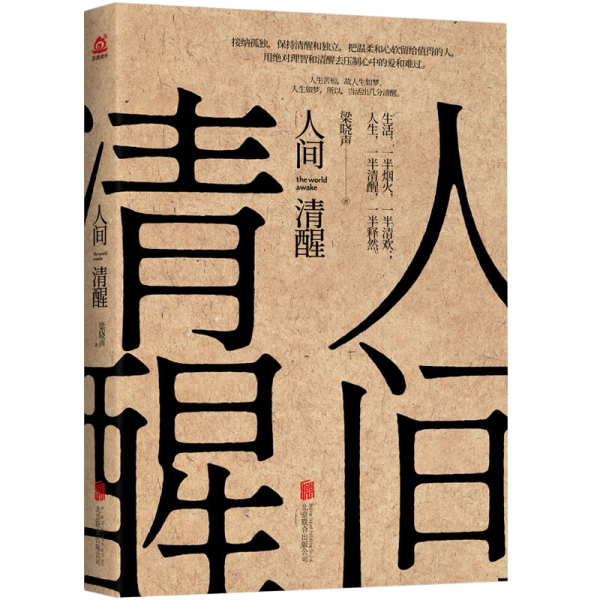 接纳孤独，保持清醒和独立，把温柔和心软留给值得的人，
用绝对理智和清醒去压制心中的爱和难过。
人生苦短，故人生如梦，
人生如梦，所以，当活出几分清醒。
人间
清醒
生活，一半烟火，一半清欢；
人生，一半清醒，一半释然。
梁晓声
著
人间
the world
awake
清醒
北京联合出版公司
人间
清醒
梁晓声
北京联合出版公司